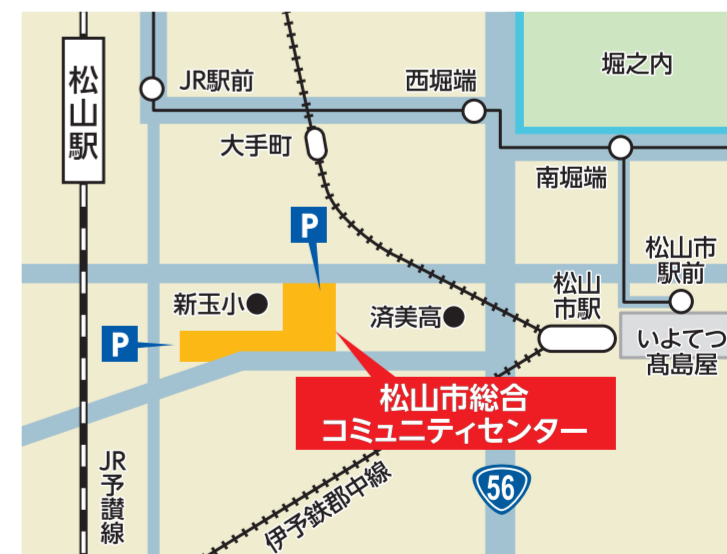 松山駅
JR駅前
西堀端
堀之内
大手町
南堀端
P
松山市
駅前
松山
市駅
新玉小
済美高
P
いよてつ
髙島屋
松山市総合
コミュニティセンター
JR予讃線
伊予鉄郡中線
56